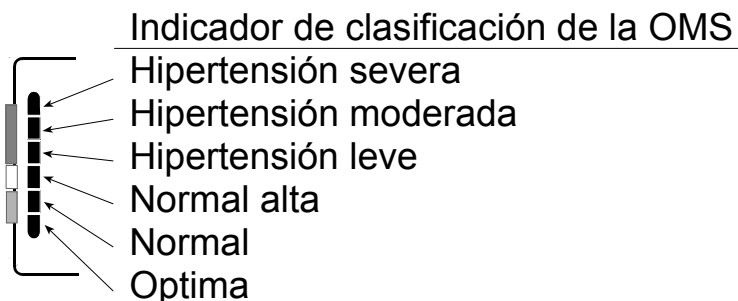 Indicador de clasificación de la OMS
Hipertensión severa
Hipertensión moderada
Hipertensión leve
Normal alta
Normal
Optima